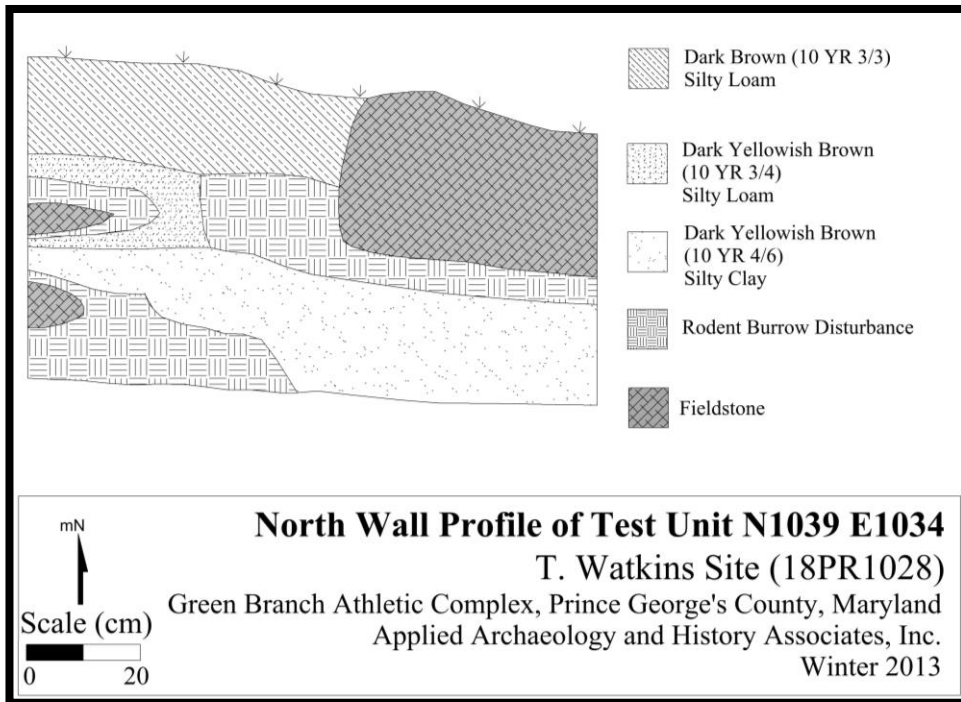 Dark Brown (10 YR 3/3)
Silty Loam
Dark Yellowish Brown
(10 YR 3/4)
Silty Loam
Dark Yellowish Brown
(10 YR 4/6)
Silty Clay
Rodent Burrow Disturbance
Fieldstone
mN
Scale (cm)
0 20
North Wall Profile of Test Unit N1039 E1034
T. Watkins Site (18PR1028)
Green Branch Athletic Complex, Prince George's County, Maryland
Applied Archaeology and History Associates, Inc.
Winter 2013